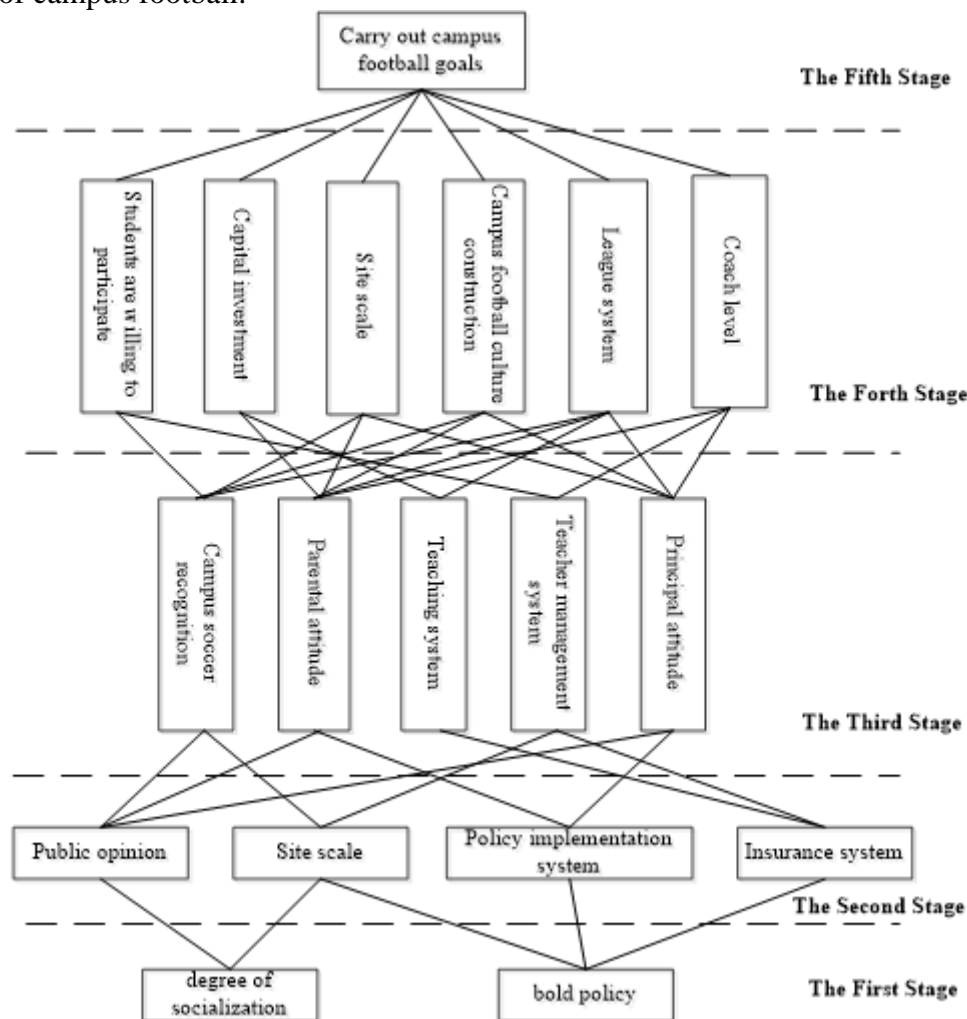 of campus football.
Carry out campus
football goals
The Fifth Stage
Students are willing to
participate
Capital investment
Site scale
Campus football culture
construction
League system
Coach level
The Forth Stage
Campus soccer
recognition
Parental attitude
Teaching system
Teacher management
system
Principal attitude
The Third Stage
Public opinion
Site scale
Policy implementation
system
Insurance system
The Second Stage
degree of
socialization
bold policy
The First Stage